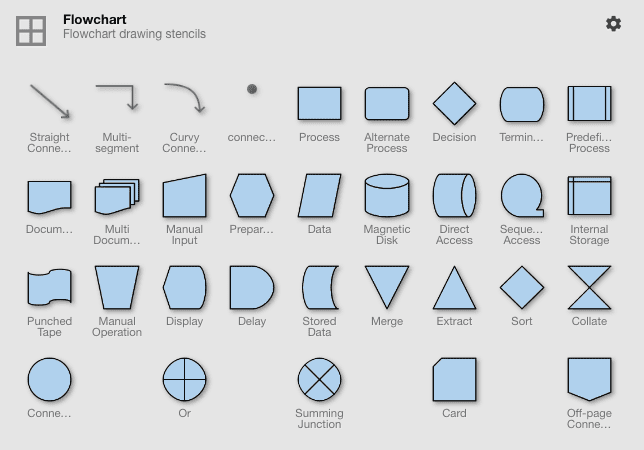 Flowchart
Flowchart drawing stencils
Straight Conne...
Multi-segment
Curvy Conne...
connec...
Process
Alternate Process
Decision
Termin...
Predefi... Process
Docum...
Multi Docum...
Manual Input
Prepar...
Data
Magnetic Disk
Direct Access
Seque... Access
Internal Storage
Punched Tape
Manual Operation
Display
Delay
Stored Data
Merge
Extract
Sort
Collate
Conne...
Or
Summing Junction
Card
Off-page Conne...